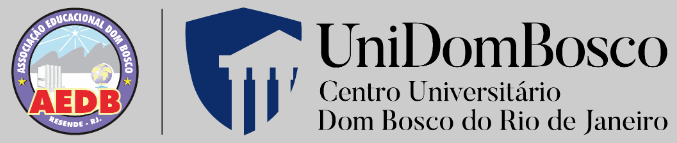 ASSOCIAÇÃO EDUCACIONAL DOM BOSCO
AEDB
RESENDE - RJ.
UniDomBosco
Centro Universitário
Dom Bosco do Rio de Janeiro